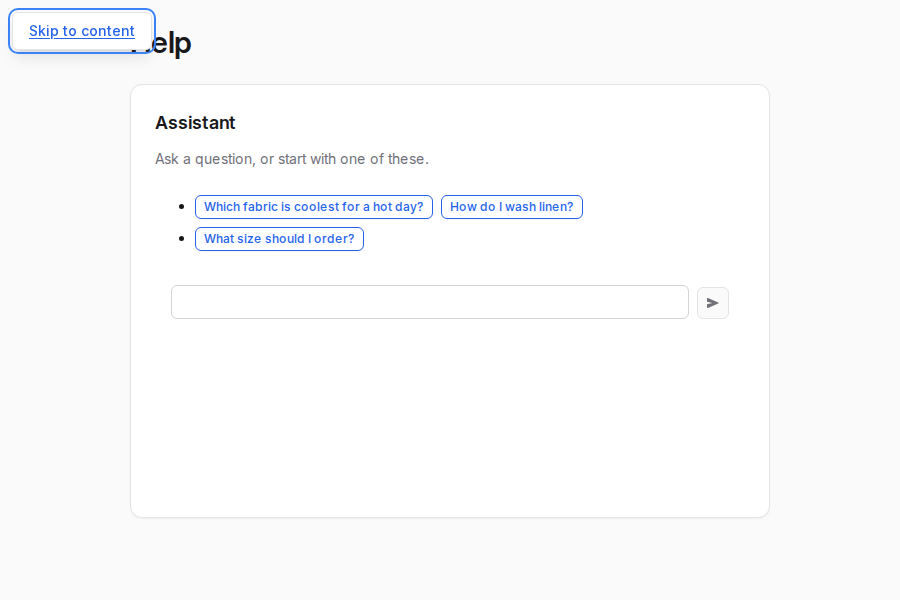 Skip to content
Help
Assistant
Ask a question, or start with one of these.
Which fabric is coolest for a hot day? How do I wash linen?
What size should I order?